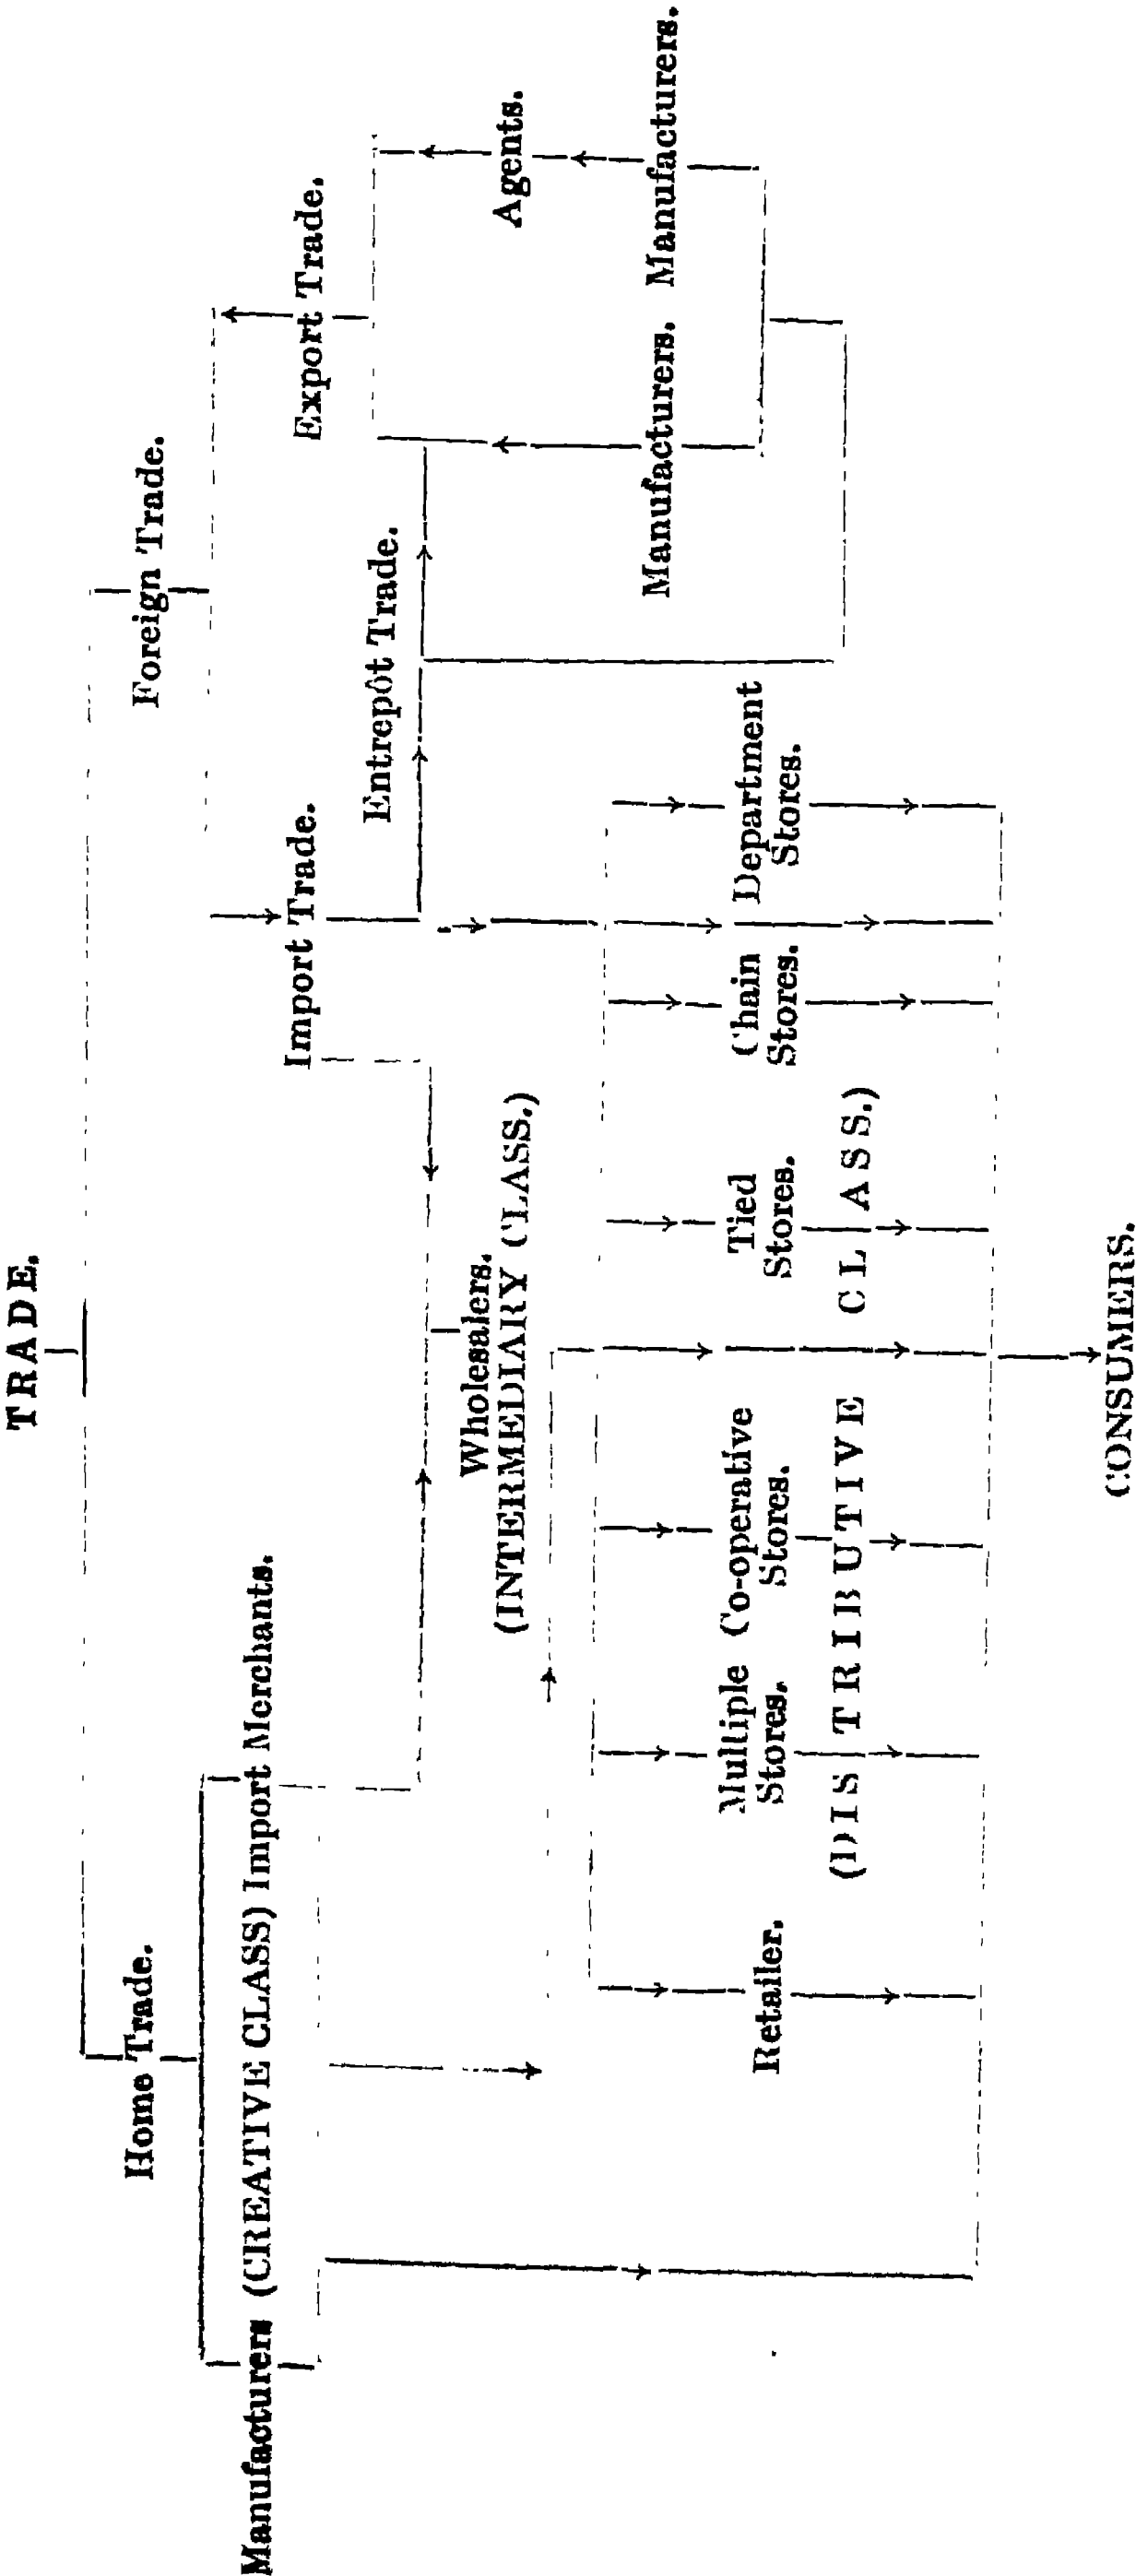 TRADE.
Home Trade.
Foreign Trade.
Manufacturers (CREATIVE CLASS) Import Merchants.
Import Trade.
Export Trade.
Entrepôt Trade.
Wholesalers.
(INTERMEDIARY CLASS.)
Agents.
Manufacturers.
Manufacturers.
Retailer.
Multiple
Stores.
Co-operative
Stores.
Tied
Stores.
Chain
Stores.
Department
Stores.
(DISTRIBUTIVE CLASS.)
CONSUMERS.